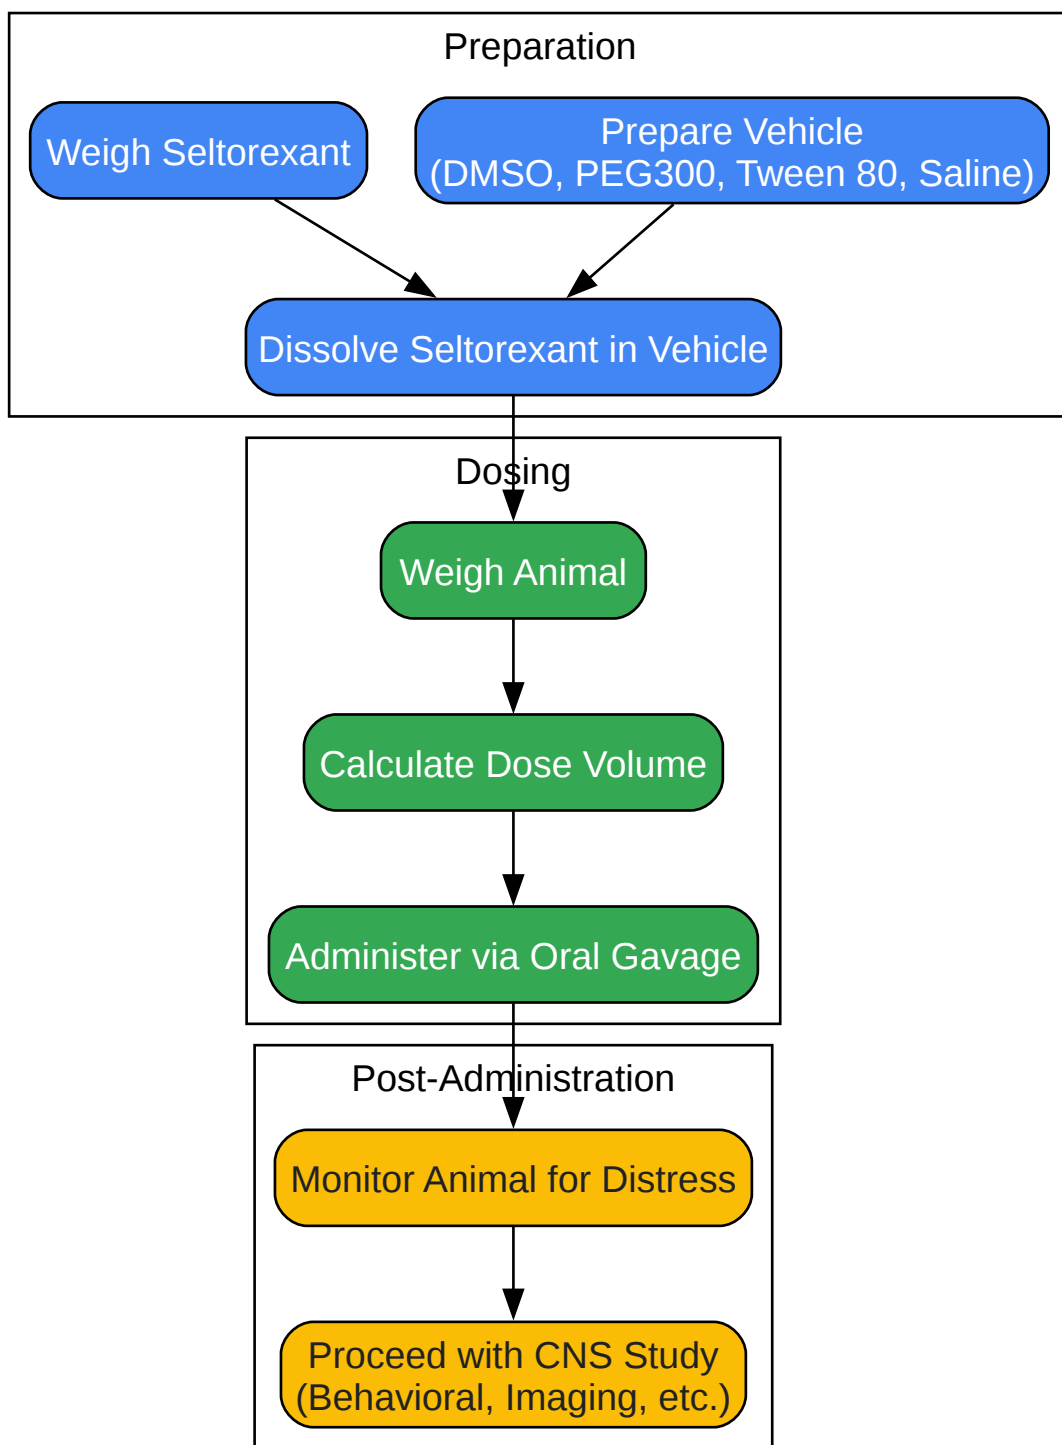 Preparation
Weigh Seltorexant
Prepare Vehicle
(DMSO, PEG300, Tween 80, Saline)
Dissolve Seltorexant in Vehicle
Dosing
Weigh Animal
Calculate Dose Volume
Administer via Oral Gavage
Post-Administration
Monitor Animal for Distress
Proceed with CNS Study
(Behavioral, Imaging, etc.)